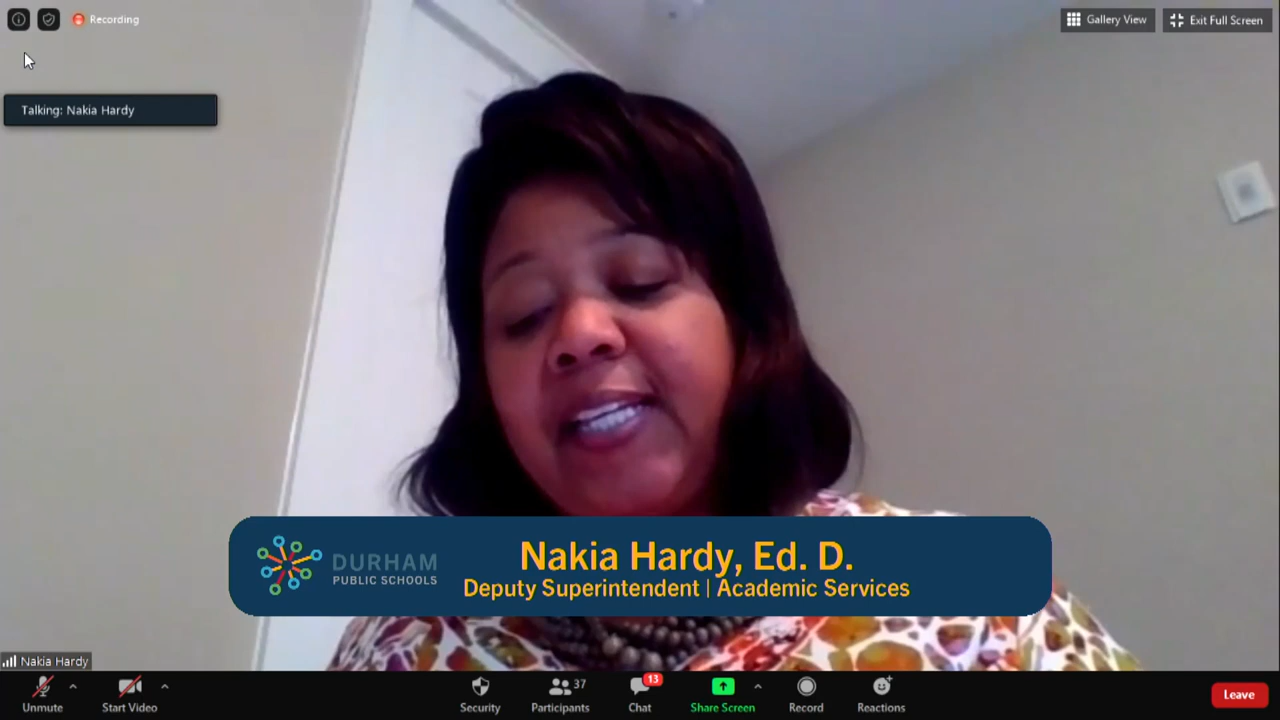 Recording
Gallery View
Exit Full Screen
Talking: Nakia Hardy
DURHAM
PUBLIC SCHOOLS
Nakia Hardy, Ed. D.
Deputy Superintendent | Academic Services
Nakia Hardy
Unmute
Start Video
Security
37
Participants
13
Chat
Share Screen
Record
Reactions
Leave